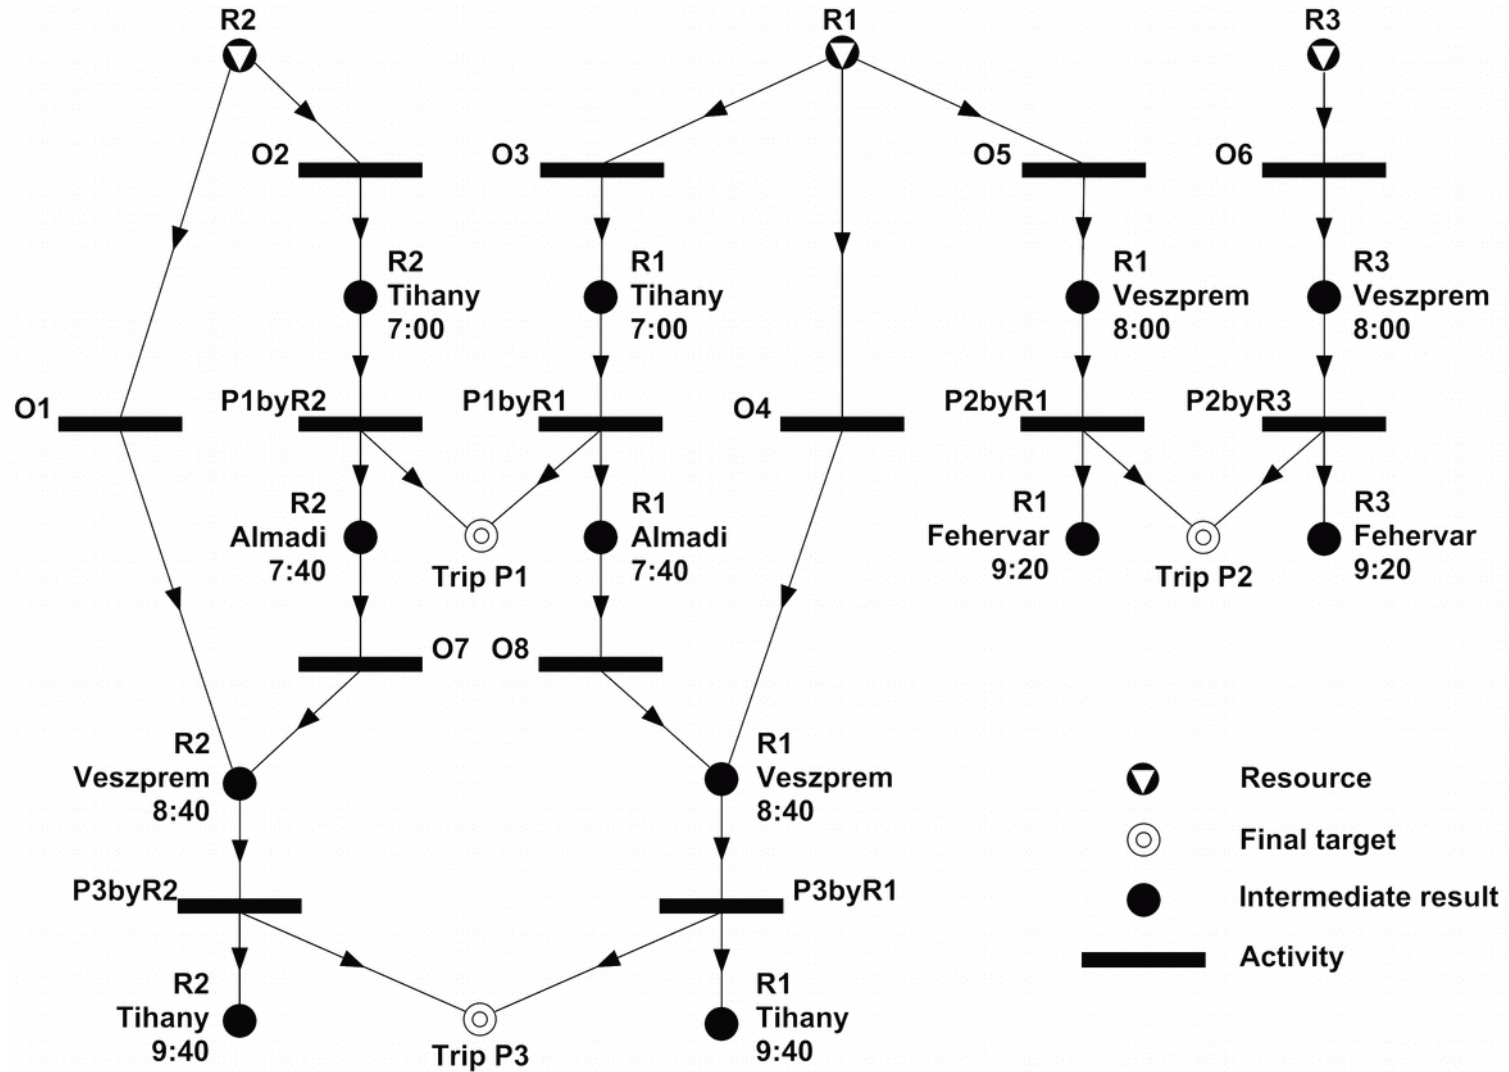 R2
R1
R3
O2
O3
O5
O6
R2
Tihany
7:00
R1
Tihany
7:00
R1
Veszprem
8:00
R3
Veszprem
8:00
O1
P1byR2
P1byR1
O4
P2byR1
P2byR3
R2
Almadi
7:40
Trip P1
R1
Almadi
7:40
R1
Fehervar
9:20
Trip P2
R3
Fehervar
9:20
O7
O8
R2
Veszprem
8:40
R1
Veszprem
8:40
P3byR2
P3byR1
R2
Tihany
9:40
Trip P3
R1
Tihany
9:40
Resource
Final target
Intermediate result
Activity